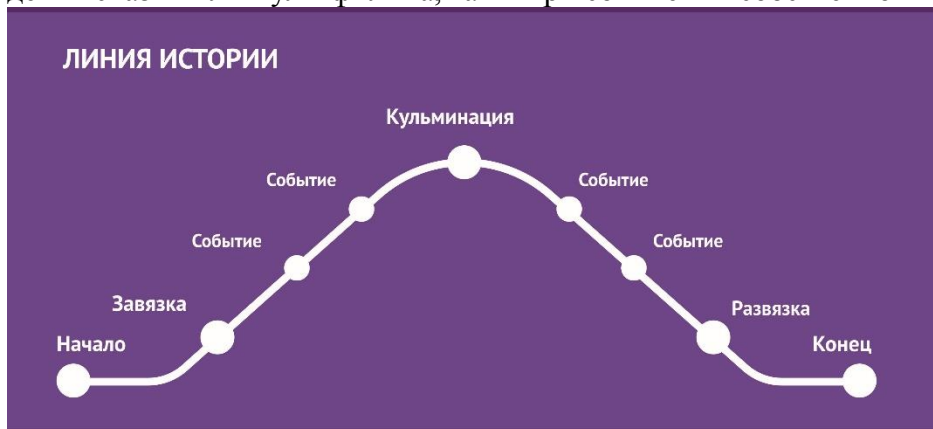 ЛИНИЯ ИСТОРИИ
Кульминация
Событие
Событие
Событие
Событие
Завязка
Развязка
Начало
Конец